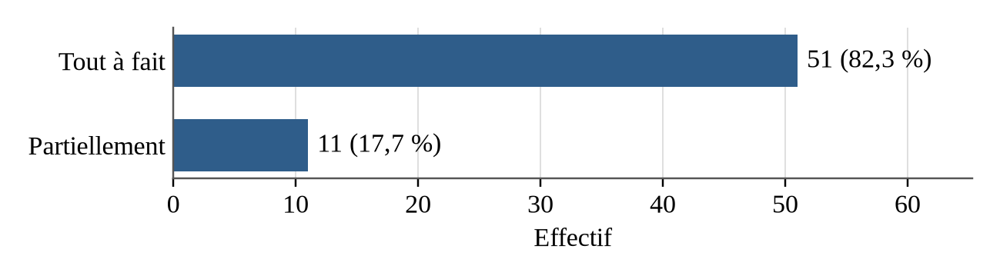 Tout à fait 51 (82,3 %)
Partiellement 11 (17,7 %)
0 10 20 30 40 50 60
Effectif